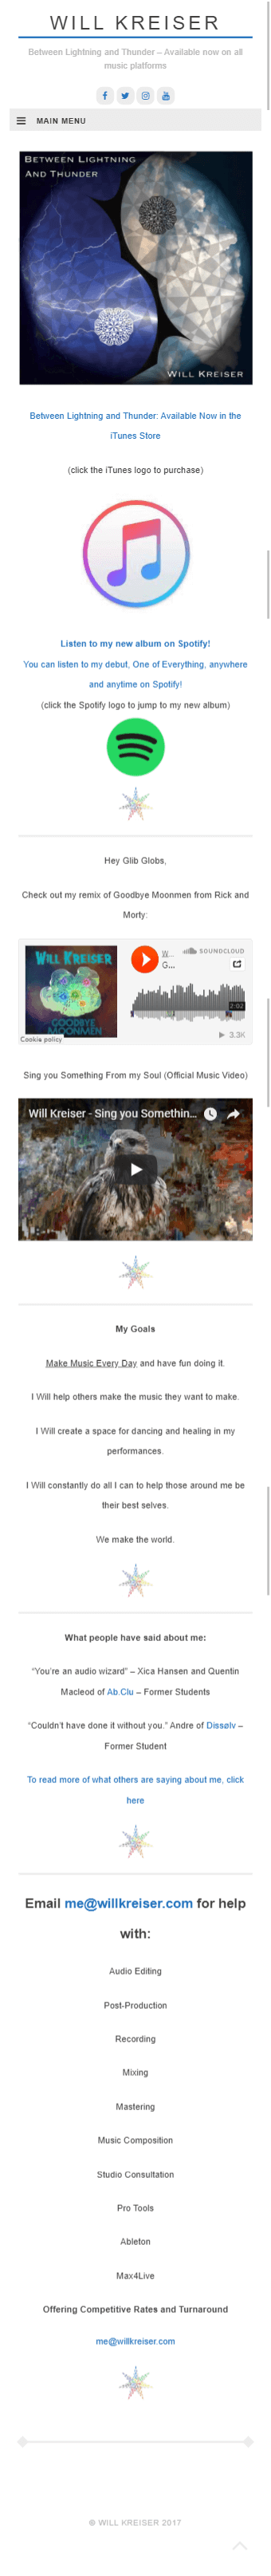 WILL KREISER
Between Lightning and Thunder – Available now on all
music platforms
MAIN MENU
Between Lightning
And Thunder
Will Kreiser
Between Lightning and Thunder: Available Now in the
iTunes Store
(click the iTunes logo to purchase)
Listen to my new album on Spotify!
You can listen to my debut, One of Everything, anywhere
and anytime on Spotify!
(click the Spotify logo to jump to my new album)
Hey Glib Globs,
Check out my remix of Goodbye Moonmen from Rick and
Morty:
Will Kreiser
GOODBYE
MOONMEN
Cookie policy
W...
G...
SOUNDCLOUD
2:02
3.3K
Sing you Something From my Soul (Official Music Video)
Will Kreiser - Sing you Somethin...
My Goals
Make Music Every Day and have fun doing it.
I Will help others make the music they want to make.
I Will create a space for dancing and healing in my
performances.
I Will constantly do all I can to help those around me be
their best selves.
We make the world.
What people have said about me:
“You’re an audio wizard” – Xica Hansen and Quentin
Macleod of Ab.Clu – Former Students
“Couldn’t have done it without you.” Andre of Dissølv –
Former Student
To read more of what others are saying about me, click
here
Email me@willkreiser.com for help
with:
Audio Editing
Post-Production
Recording
Mixing
Mastering
Music Composition
Studio Consultation
Pro Tools
Ableton
Max4Live
Offering Competitive Rates and Turnaround
me@willkreiser.com
© WILL KREISER 2017